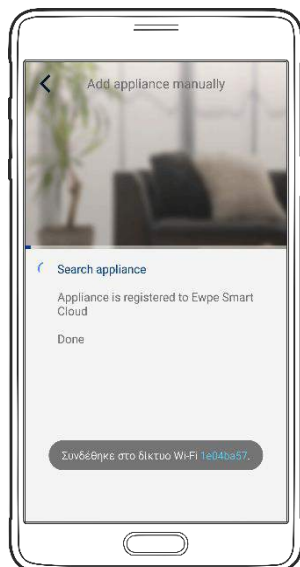 Add appliance manually
Search appliance
Appliance is registered to Ewpe Smart
Cloud
Done
Συνδέθηκε στο δίκτυο Wi-Fi 1e04ba57.